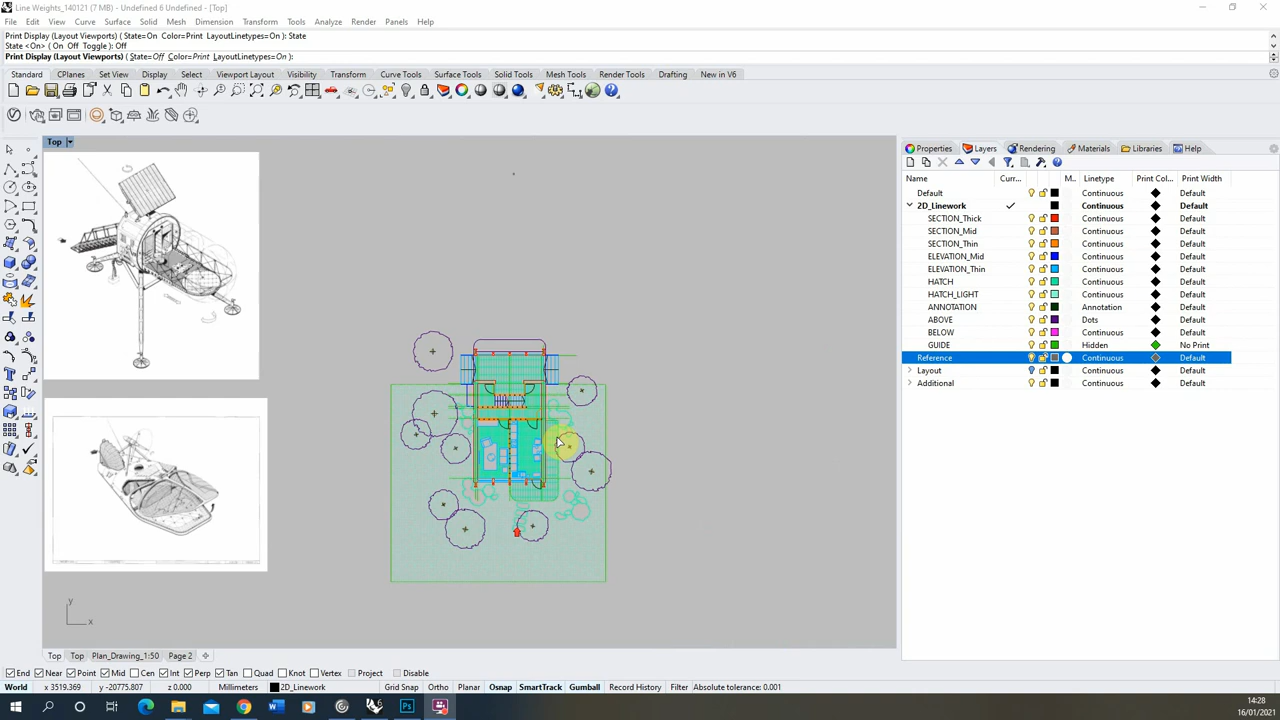 Line Weights_140121 (7 MB) - Undefined 6 Undefined - [Top]
File Edit View Curve Surface Solid Mesh Dimension Transform Tools Analyze Render Panels Help
Print Display (Layout Viewports) ( State=On Color=Print LayoutLinetypes=On ): State
State <On> ( On Off Toggle ): Off
Print Display (Layout Viewports) ( State=Off Color=Print LayoutLinetypes=On ):
Standard CPlanes Set View Display Select Viewport Layout Visibility Transform Curve Tools Surface Tools Solid Tools Mesh Tools Render Tools Drafting New in V6
Top
Properties Layers Rendering Materials Libraries Help
Name Curr... M... Linetype Print Col... Print Width
Default Continuous Default
2D_Linework Continuous Default
SECTION_Thick Continuous Default
SECTION_Mid Continuous Default
SECTION_Thin Continuous Default
ELEVATION_Mid Continuous Default
ELEVATION_Thin Continuous Default
HATCH Continuous Default
HATCH_LIGHT Continuous Default
ANNOTATION Annotation Default
ABOVE Dots Default
BELOW Continuous Default
GUIDE Hidden No Print
Reference Continuous Default
Layout Continuous Default
Additional Continuous Default
y
x
Top Top Plan_Drawing_1:50 Page 2
End Near Point Mid Cen Int Perp Tan Quad Knot Vertex Project Disable
World x 3519.369 y -20775.807 z 0.000 Millimeters 2D_Linework Grid Snap Ortho Planar Osnap SmartTrack Gumball Record History Filter Absolute tolerance: 0.001
14:28
16/01/2021